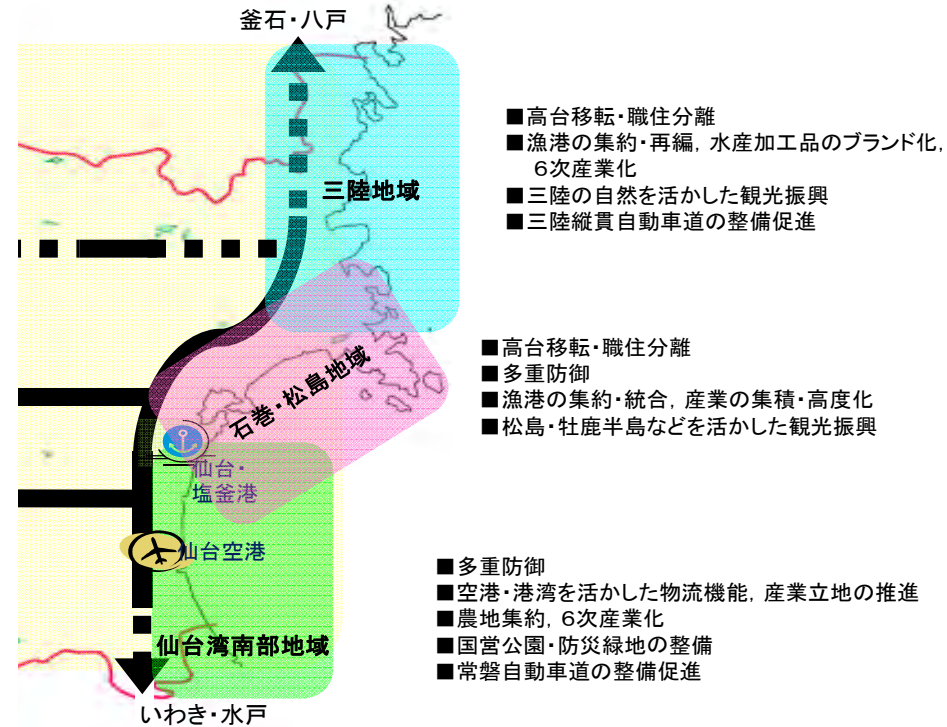 釜石・八戸
■高台移転・職住分離
■漁港の集約・再編，水産加工品のブランド化，
６次産業化
■三陸の自然を活かした観光振興
■三陸縦貫自動車道の整備促進
三陸地域
■高台移転・職住分離
■多重防御
■漁港の集約・統合，産業の集積・高度化
■松島・牡鹿半島などを活かした観光振興
石巻・松島地域
仙台・
塩釜港
仙台空港
■多重防御
■空港・港湾を活かした物流機能，産業立地の推進
■農地集約，６次産業化
■国営公園・防災緑地の整備
■常磐自動車道の整備促進
仙台湾南部地域
いわき・水戸